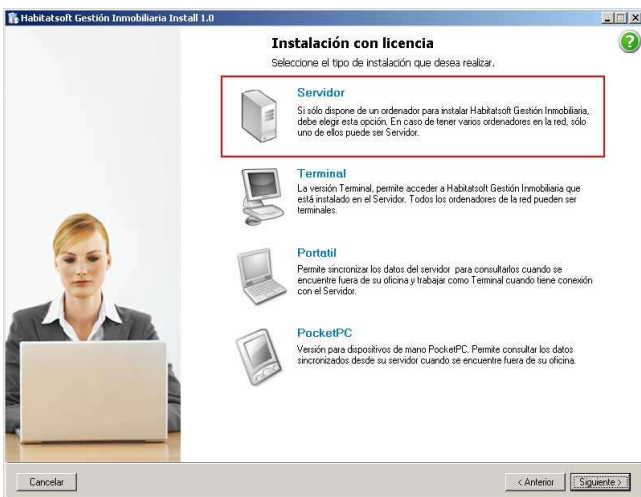 Habitatsoft Gestión Inmobiliaria Install 1.0
Instalación con licencia
Seleccione el tipo de instalación que desea realizar.
Servidor
Si sólo dispone de un ordenador para instalar Habitatsoft Gestión Inmobiliaria,
debe elegir esta opción. En caso de tener varios ordenadores en la red, sólo
uno de ellos puede ser Servidor.
Terminal
La versión Terminal, permite acceder a Habitatsoft Gestión Inmobiliaria que
está instalado en el Servidor. Todos los ordenadores de la red pueden ser
terminales.
Portatil
Permite sincronizar los datos del servidor para consultarlos cuando se
encuentre fuera de su oficina y trabajar como Terminal cuando tiene conexión
con el Servidor.
PocketPC
Versión para dispositivos de mano PocketPC. Permite consultar los datos
sincronizados desde su servidor cuando se encuentre fuera de su oficina.
Cancelar
< Anterior
Siguiente >